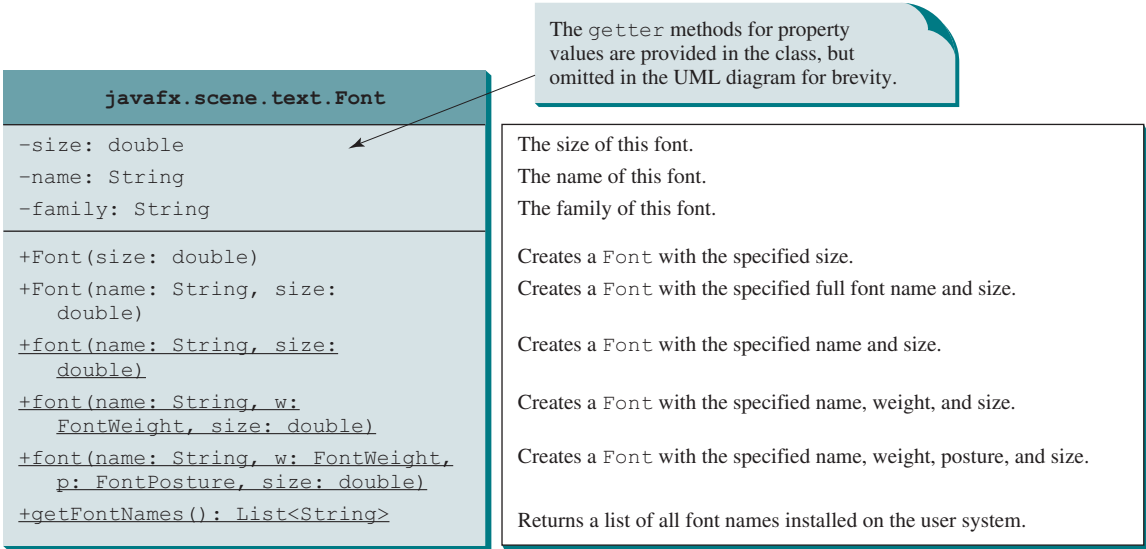 The getter methods for property
values are provided in the class, but
omitted in the UML diagram for brevity.
javafx.scene.text.Font
-size: double
The size of this font.
-name: String
The name of this font.
-family: String
The family of this font.
+Font(size: double)
Creates a Font with the specified size.
+Font(name: String, size:
double)
Creates a Font with the specified full font name and size.
+font(name: String, size:
double)
Creates a Font with the specified name and size.
+font(name: String, w:
FontWeight, size: double)
Creates a Font with the specified name, weight, and size.
+font(name: String, w: FontWeight,
p: FontPosture, size: double)
Creates a Font with the specified name, weight, posture, and size.
+getFontNames(): List<String>
Returns a list of all font names installed on the user system.